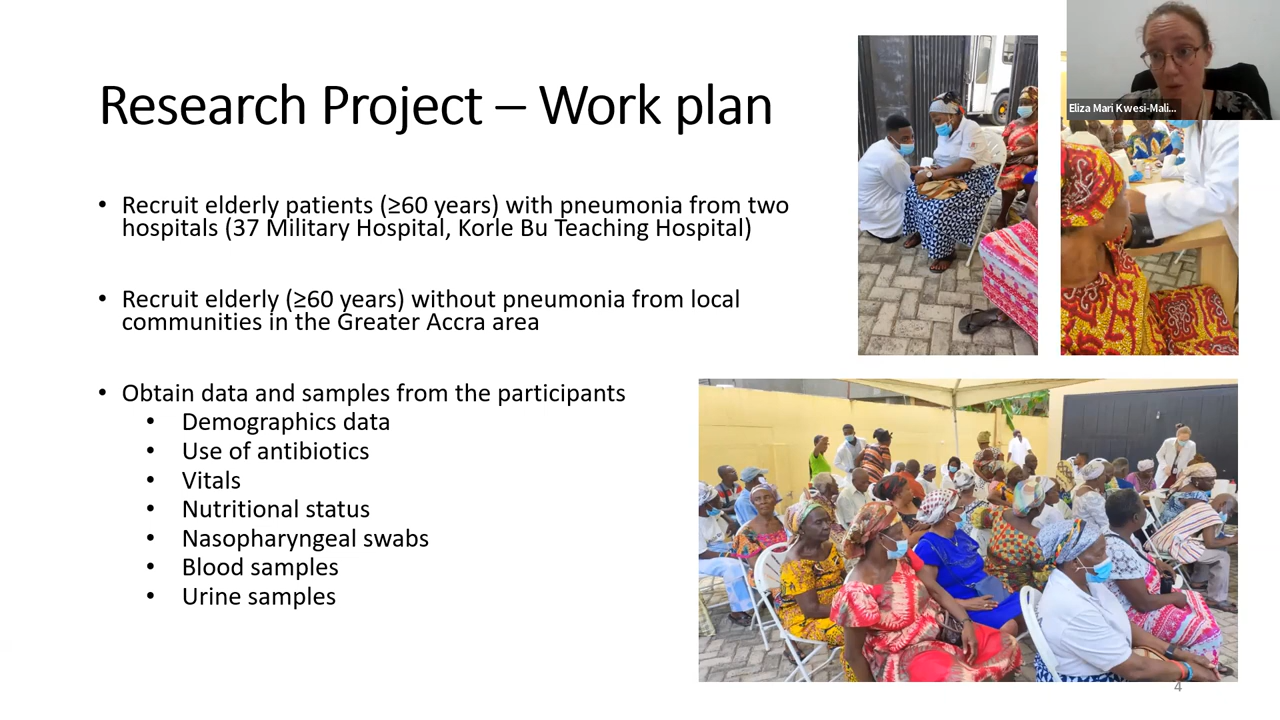 Research Project – Work plan
Eliza Mari Kwesi-Mali...
• Recruit elderly patients (≥60 years) with pneumonia from two
hospitals (37 Military Hospital, Korle Bu Teaching Hospital)
• Recruit elderly (≥60 years) without pneumonia from local
communities in the Greater Accra area
• Obtain data and samples from the participants
• Demographics data
• Use of antibiotics
• Vitals
• Nutritional status
• Nasopharyngeal swabs
• Blood samples
• Urine samples
4